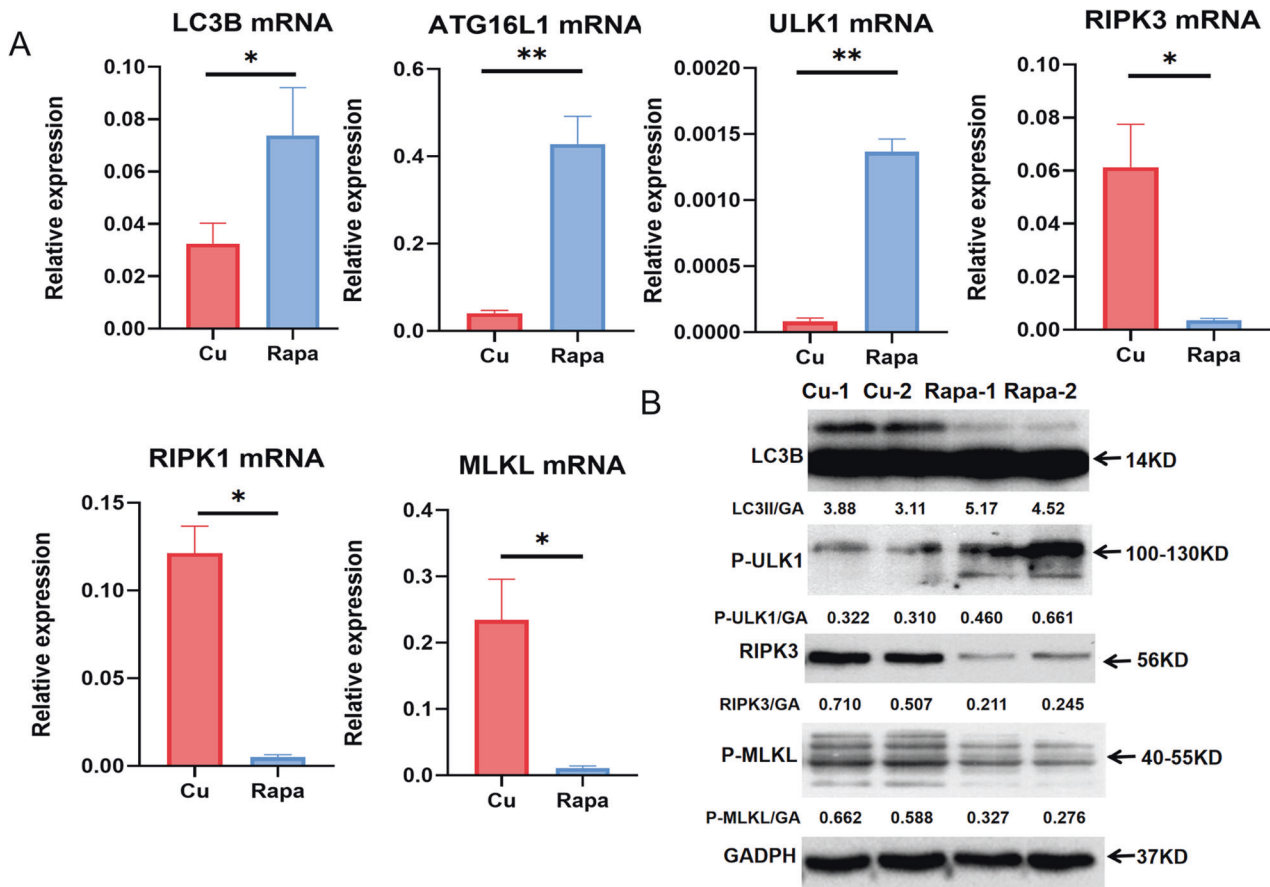 A
LC3B mRNA
*
Relative expression
0.10
0.08
0.06
0.04
0.02
0.00
Cu Rapa
ATG16L1 mRNA
**
Relative expression
0.6
0.4
0.2
0.0
Cu Rapa
ULK1 mRNA
**
Relative expression
0.0020
0.0015
0.0010
0.0005
0.0000
Cu Rapa
RIPK3 mRNA
*
Relative expression
0.10
0.08
0.06
0.04
0.02
0.00
Cu Rapa
RIPK1 mRNA
*
Relative expression
0.15
0.10
0.05
0.00
Cu Rapa
MLKL mRNA
*
Relative expression
0.4
0.3
0.2
0.1
0.0
Cu Rapa
B
Cu-1 Cu-2 Rapa-1 Rapa-2
LC3B 14KD
LC3II/GA 3.88 3.11 5.17 4.52
P-ULK1 100-130KD
P-ULK1/GA 0.322 0.310 0.460 0.661
RIPK3 56KD
RIPK3/GA 0.710 0.507 0.211 0.245
P-MLKL 40-55KD
P-MLKL/GA 0.662 0.588 0.327 0.276
GADPH 37KD